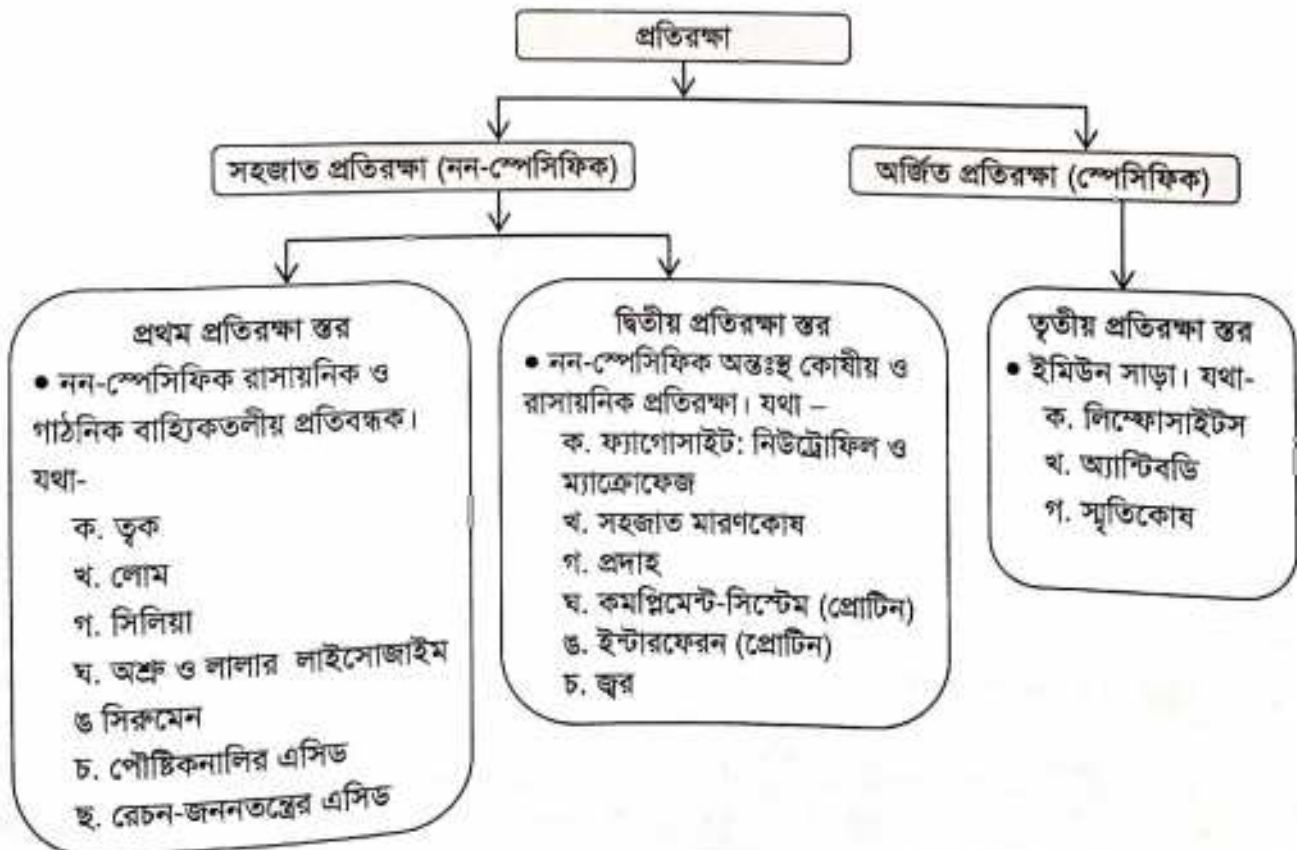 প্রতিরক্ষা
সহজাত প্রতিরক্ষা (নন-স্পেসিফিক)
অর্জিত প্রতিরক্ষা (স্পেসিফিক)
প্রথম প্রতিরক্ষা স্তর
• নন-স্পেসিফিক রাসায়নিক ও
গাঠনিক বাহ্যিকতলীয় প্রতিবন্ধক।
যথা-
ক. ত্বক
খ. লোম
গ. সিলিয়া
ঘ. অশ্রু ও লালার লাইসোজাইম
ঙ সিরুমেন
চ. পৌষ্টিকনালির এসিড
ছ. রেচন-জননতন্ত্রের এসিড
দ্বিতীয় প্রতিরক্ষা স্তর
• নন-স্পেসিফিক অন্তঃস্থ কোষীয় ও
রাসায়নিক প্রতিরক্ষা। যথা –
ক. ফ্যাগোসাইট: নিউট্রোফিল ও
ম্যাক্রোফেজ
খ. সহজাত মারণকোষ
গ. প্রদাহ
ঘ. কমপ্লিমেন্ট-সিস্টেম (প্রোটিন)
ঙ. ইন্টারফেরন (প্রোটিন)
চ. জ্বর
তৃতীয় প্রতিরক্ষা স্তর
• ইমিউন সাড়া। যথা-
ক. লিম্ফোসাইটস
খ. অ্যান্টিবডি
গ. স্মৃতিকোষ